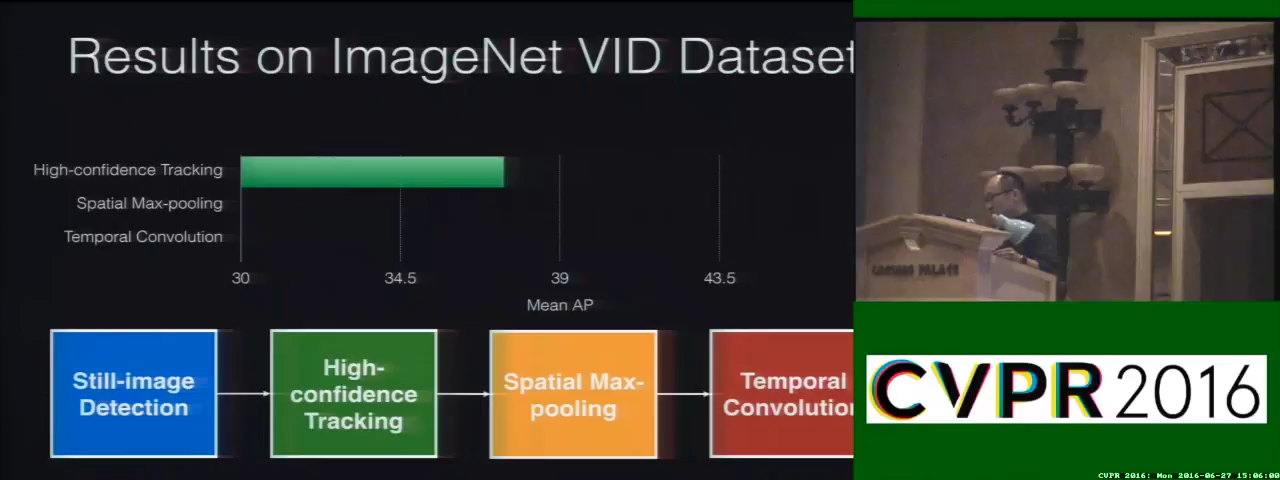 Results on ImageNet VID Dataset
High-confidence Tracking
Spatial Max-pooling
Temporal Convolution
30 34.5 39 43.5
Mean AP
Still-image
Detection
High-
confidence
Tracking
Spatial Max-
pooling
Temporal
Convolution
CAESARS PALACE
CVPR 2016
CVPR 2016: Mon 2016-06-27 15:06:00